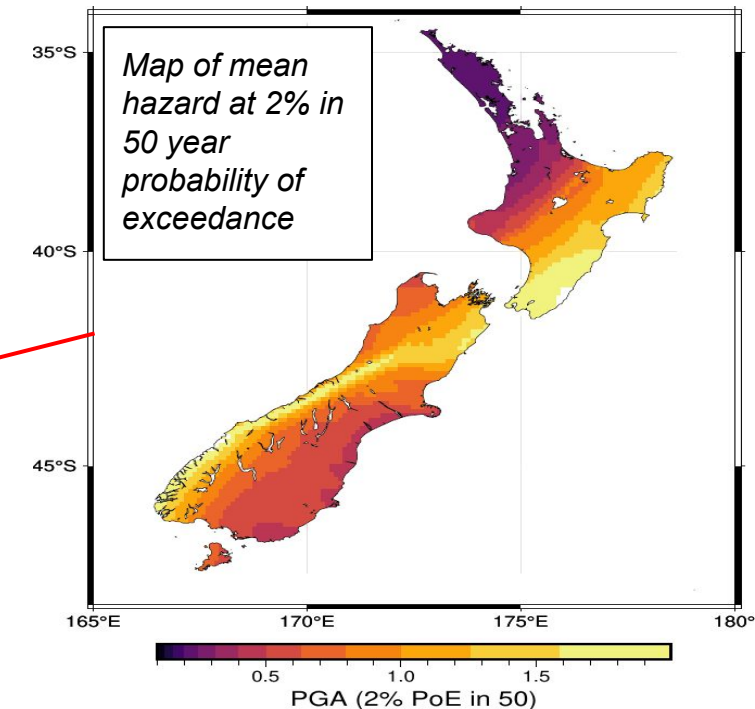 Map of mean
hazard at 2% in
50 year
probability of
exceedance
35°S
40°S
45°S
165°E
170°E
175°E
180°
0.5
1.0
1.5
PGA (2% PoE in 50)